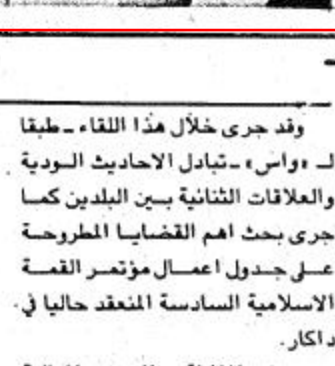 وقد جرى خلال هذا اللقاء ـ طبقا
لـ «واس» ـ تبادل الاحاديث الودية
والعلاقات الثنائية بين البلدين كما
جرى بحث اهم القضايا المطروحة
على جدول اعمال مؤتمر القمة
الاسلامية السادسة المنعقد حاليا في
داكار.